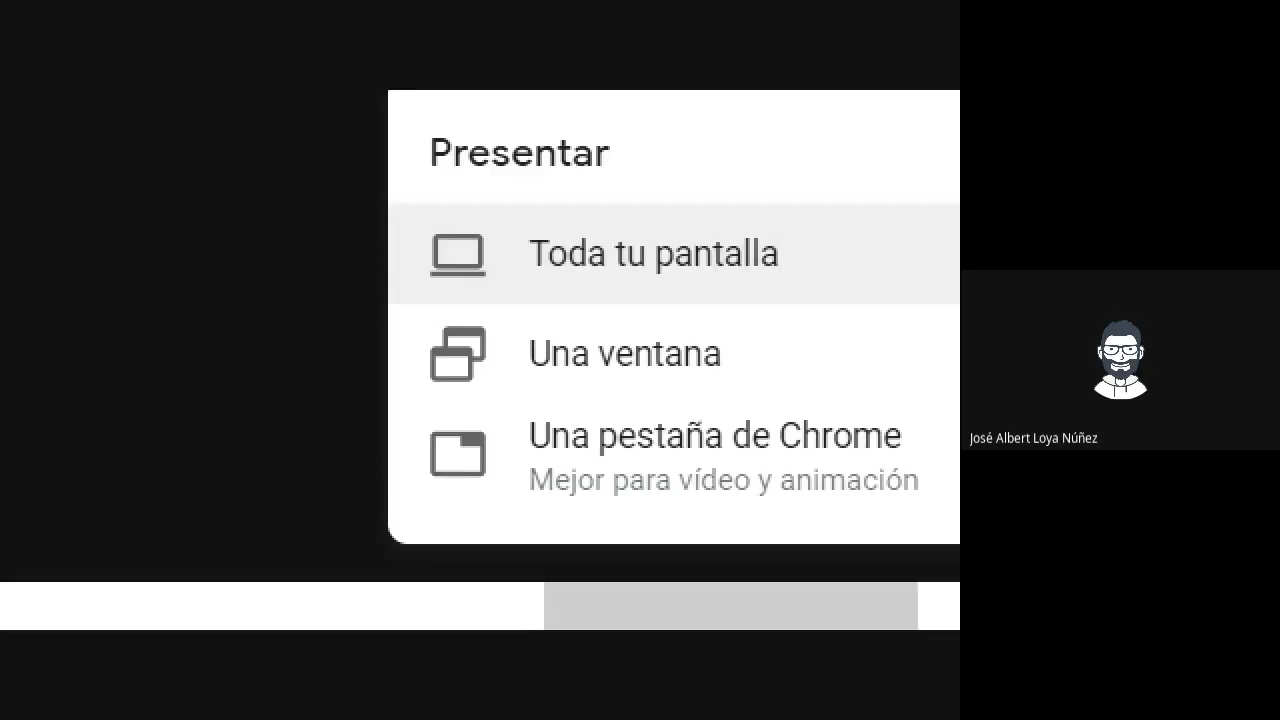 Presentar
Toda tu pantalla
Una ventana
Una pestaña de Chrome
Mejor para vídeo y animación
José Albert Loya Núñez